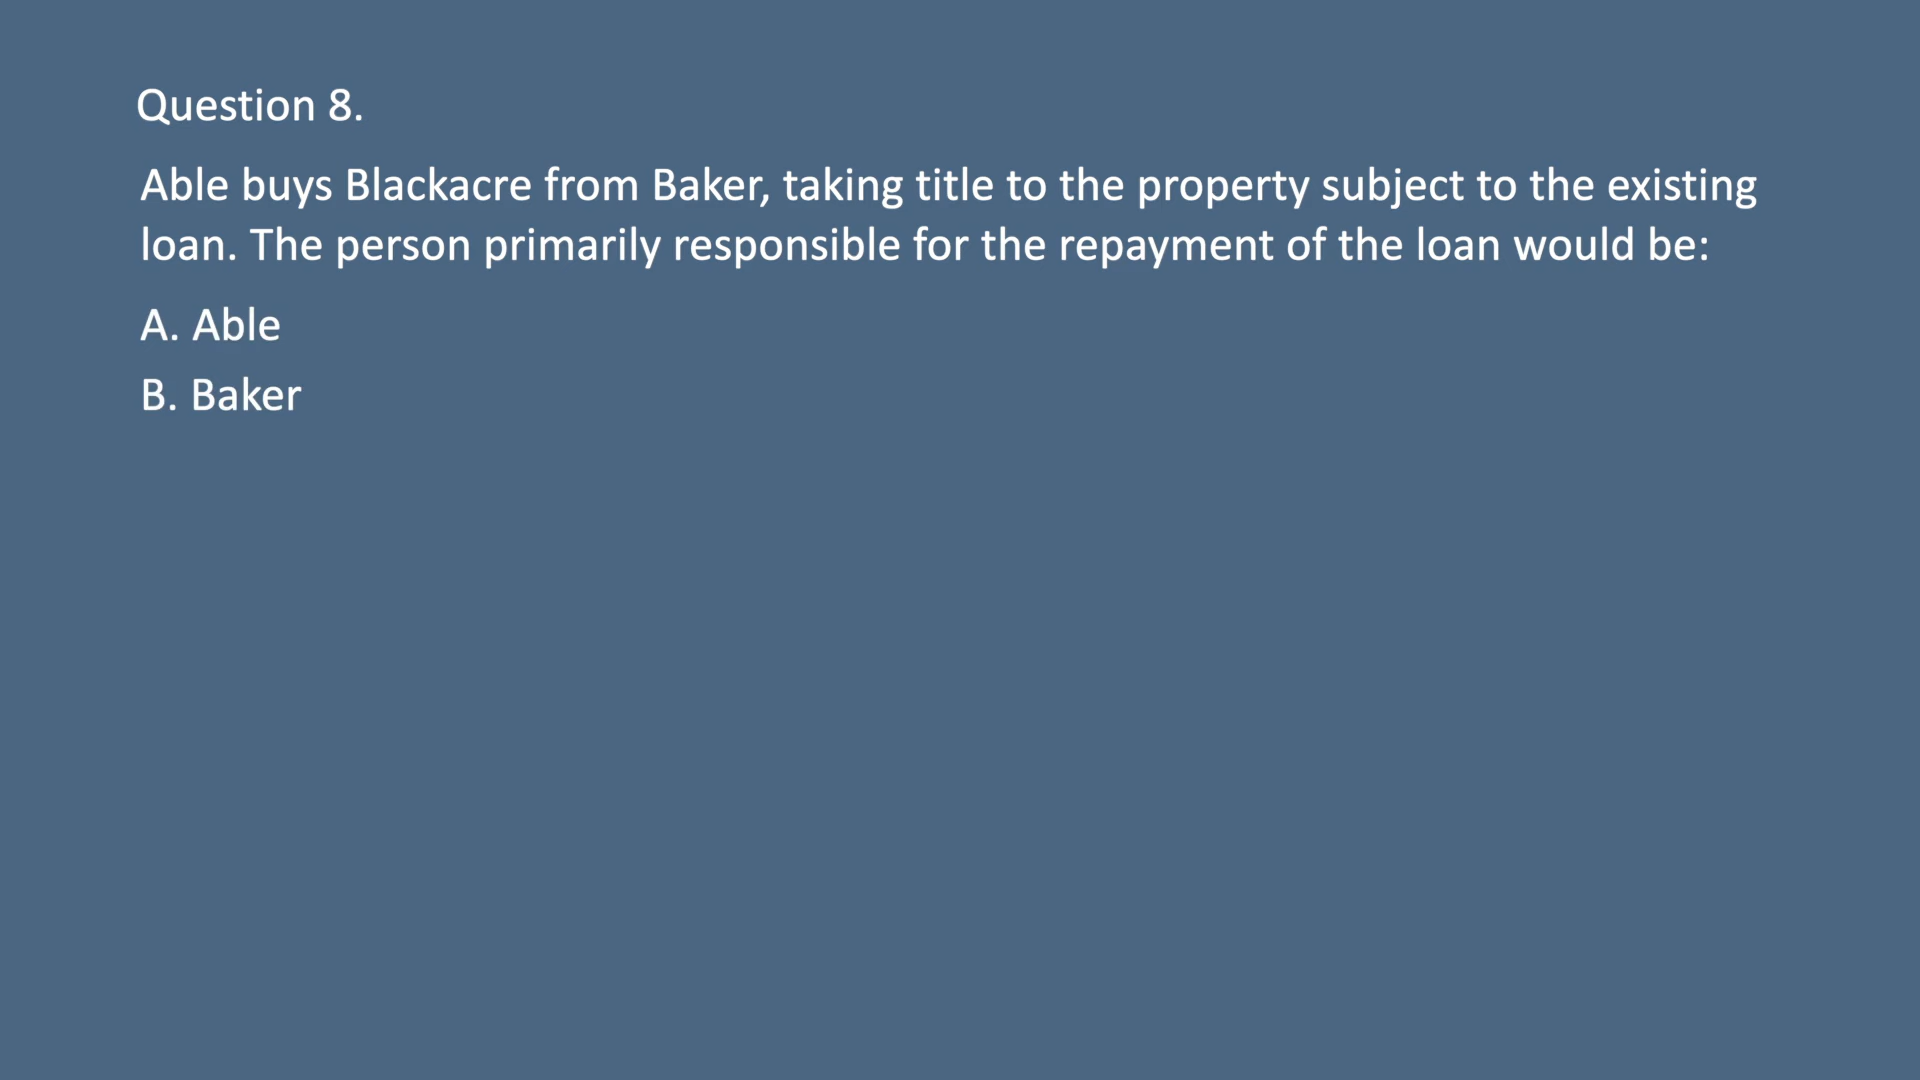 Question 8.
Able buys Blackacre from Baker, taking title to the property subject to the existing
loan. The person primarily responsible for the repayment of the loan would be:
A. Able
B. Baker